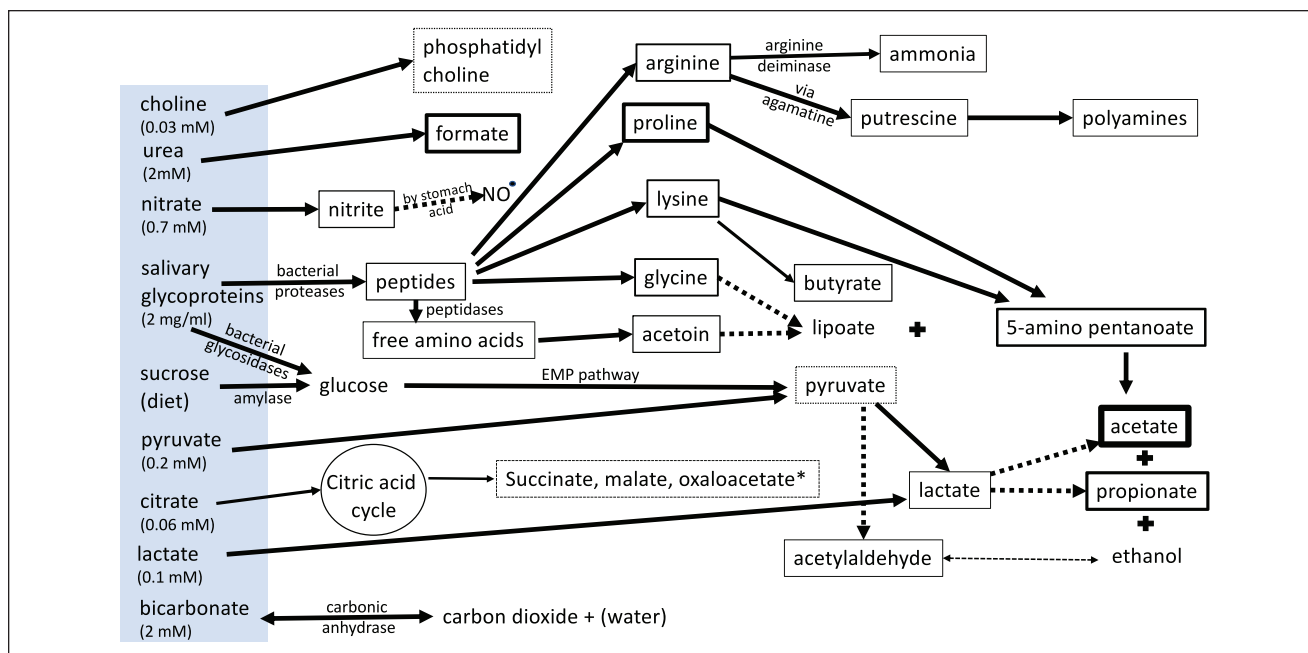 phosphatidyl
choline
arginine
arginine
deiminase
ammonia
via
agamatine
putrescine
polyamines
choline
(0.03 mM)
urea
(2mM)
formate
proline
nitrate
(0.7 mM)
nitrite
by stomach
acid
NO•
lysine
salivary
glycoproteins
(2 mg/ml)
bacterial
proteases
peptides
glycine
butyrate
peptidases
free amino acids
acetoin
lipoate
+
5-amino pentanoate
bacterial
glycosidases
sucrose
(diet)
amylase
glucose
EMP pathway
pyruvate
pyruvate
(0.2 mM)
acetate
+
citrate
(0.06 mM)
Citric acid
cycle
Succinate, malate, oxaloacetate*
lactate
propionate
+
lactate
(0.1 mM)
acetylaldehyde
ethanol
bicarbonate
(2 mM)
carbonic
anhydrase
carbon dioxide + (water)